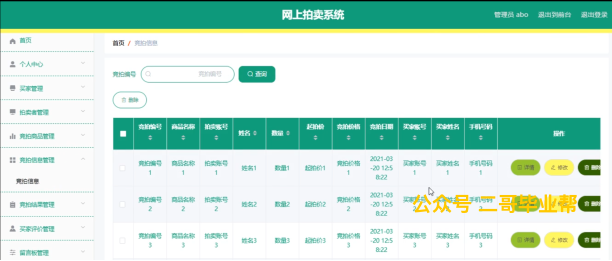 网上拍卖系统
管理员 abo 退出到前台 退出登录
首页
个人中心
买家管理
拍卖者管理
竞拍商品管理
竞拍信息管理
竞拍信息
竞拍结果管理
买家评价管理
留言板管理
首页 / 竞拍信息
竞拍编号 竞拍编号 查询
删除
竞拍编号 商品名称 拍卖账号 姓名 数量 起拍价 竞拍价格 竞拍日期 买家账号 买家姓名 手机号码 操作
竞拍编号1 商品名称1 拍卖账号1 姓名1 数量1 起拍价1 竞拍价格1 2021-03-20 12:58:22 买家账号1 买家姓名1 手机号码1 详情 修改 删除
竞拍编号2 商品名称2 拍卖账号2 姓名2 数量2 起拍价2 竞拍价格2 2021-03-20 12:58:22 买家账号2 买家姓名2 手机号码2
公众号 二哥毕业帮
竞拍编号3 商品名称3 拍卖账号3 姓名3 数量3 起拍价3 竞拍价格3 2021-03-20 12:58:22 买家账号3 买家姓名3 手机号码3 详情 修改 删除